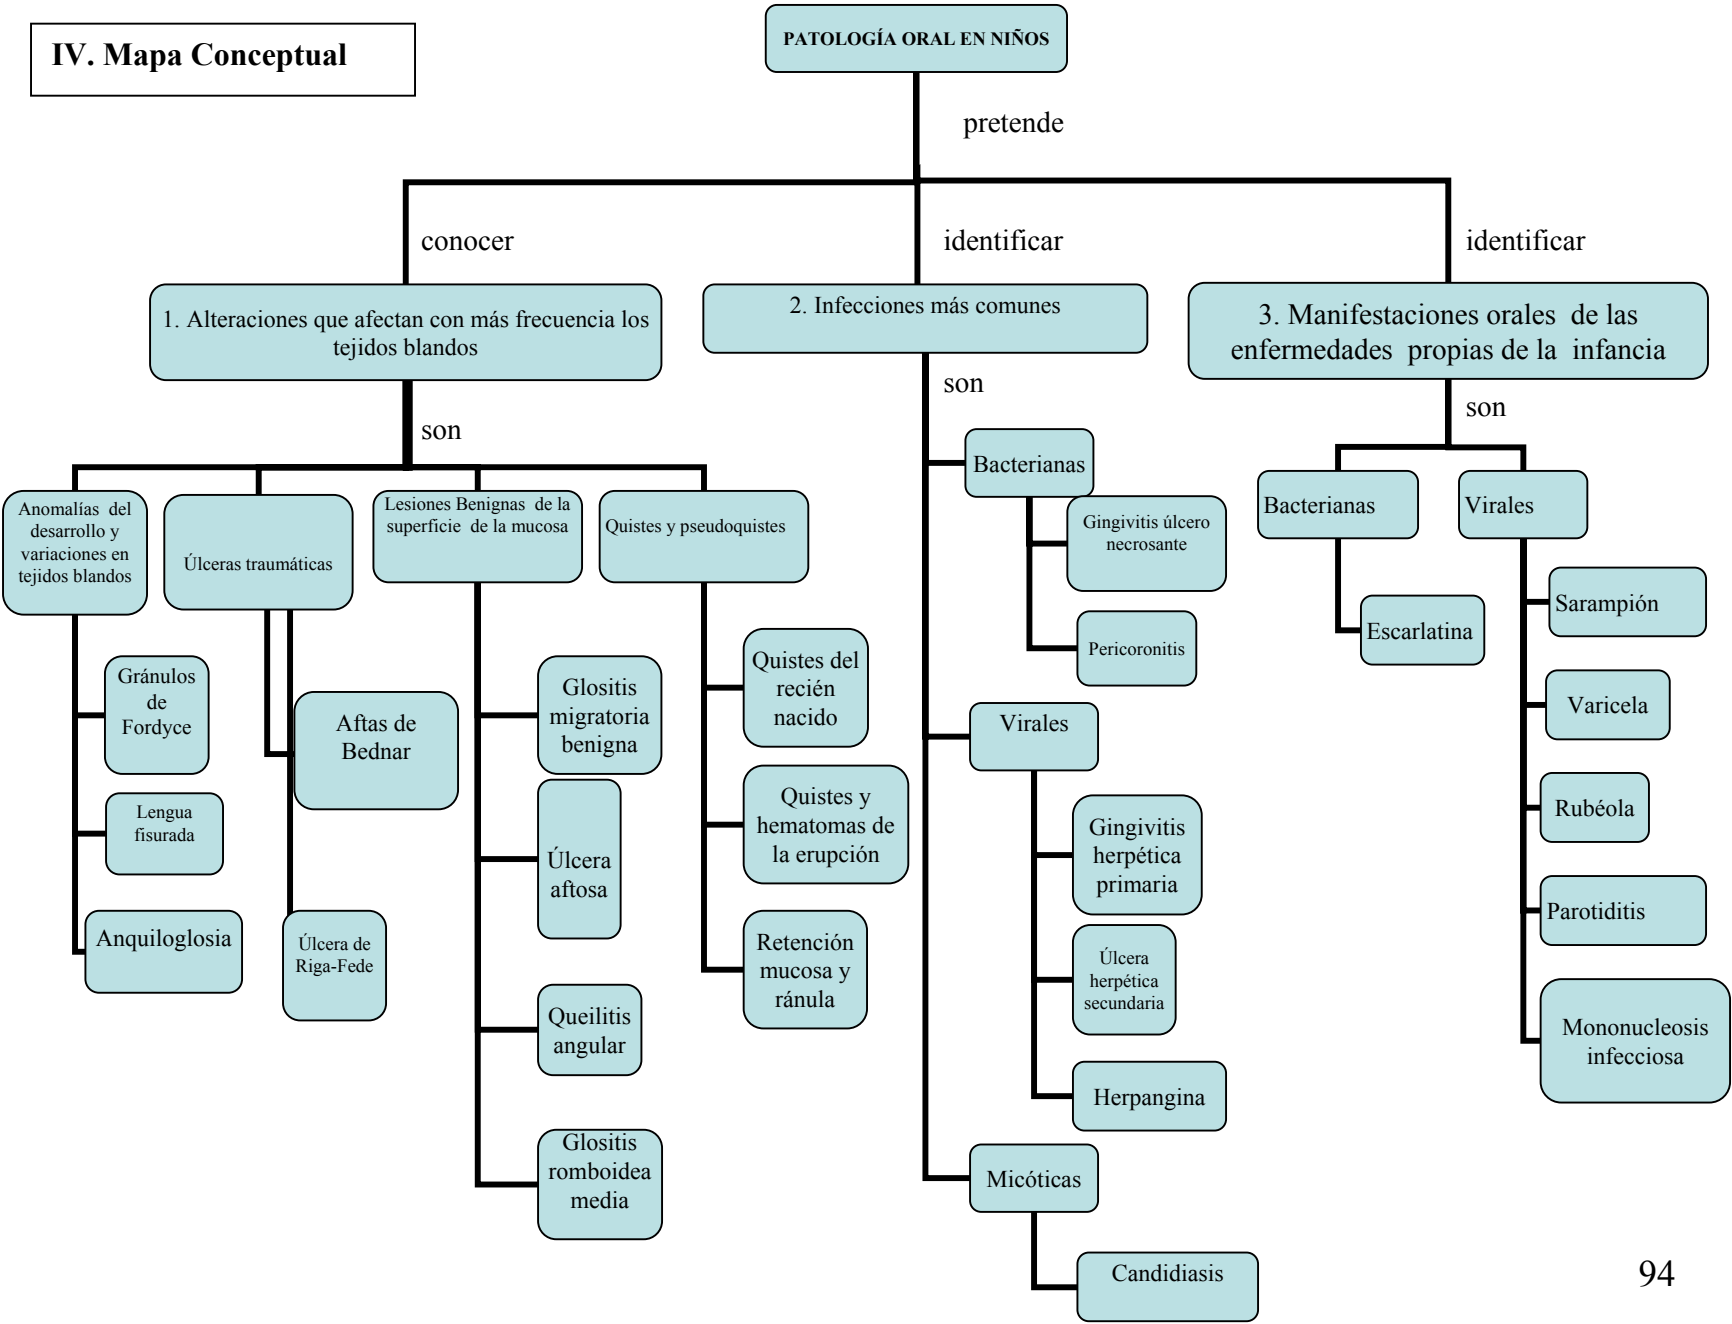 IV. Mapa Conceptual
PATOLOGÍA ORAL EN NIÑOS
pretende
conocer
identificar
identificar
1. Alteraciones que afectan con más frecuencia los
tejidos blandos
2. Infecciones más comunes
3. Manifestaciones orales de las
enfermedades propias de la infancia
son
son
son
Anomalías del
desarrollo y
variaciones en
tejidos blandos
Gránulos
de
Fordyce
Lengua
fisurada
Anquiloglosia
Úlceras traumáticas
Aftas de
Bednar
Úlcera de
Riga-Fede
Lesiones Benignas de la
superficie de la mucosa
Glositis
migratoria
benigna
Úlcera
aftosa
Queilitis
angular
Glositis
romboidea
media
Quistes y pseudoquistes
Quistes del
recién
nacido
Quistes y
hematomas de
la erupción
Retención
mucosa y
ránula
Bacterianas
Gingivitis úlcero
necrosante
Pericoronitis
Virales
Gingivitis
herpética
primaria
Úlcera
herpética
secundaria
Herpangina
Micóticas
Candidiasis
Bacterianas
Escarlatina
Virales
Sarampión
Varicela
Rubéola
Parotiditis
Mononucleosis
infecciosa
94